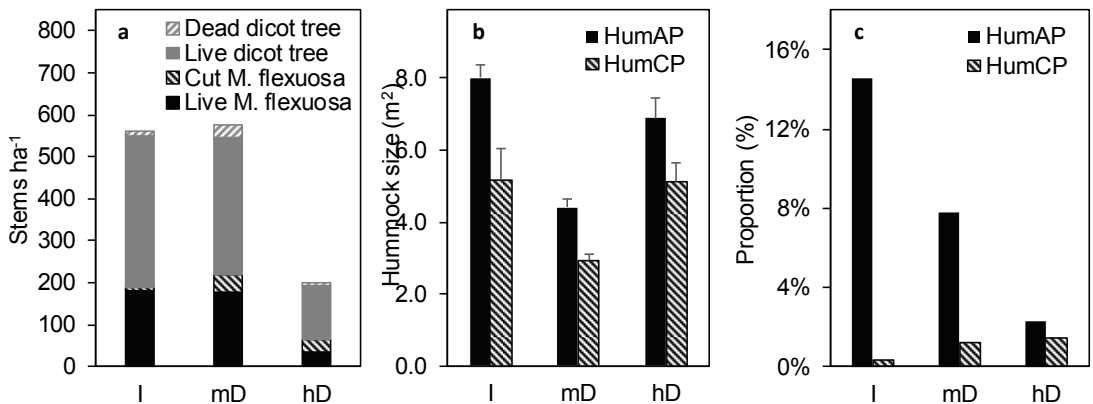 a
Dead dicot tree
Live dicot tree
Cut M. flexuosa
Live M. flexuosa
Stems ha-1
800
700
600
500
400
300
200
100
0
I mD hD
b
HumAP
HumCP
Hummock size (m2)
8.0
6.0
4.0
2.0
0.0
I mD hD
c
HumAP
HumCP
Proportion (%)
16%
12%
8%
4%
0%
I mD hD